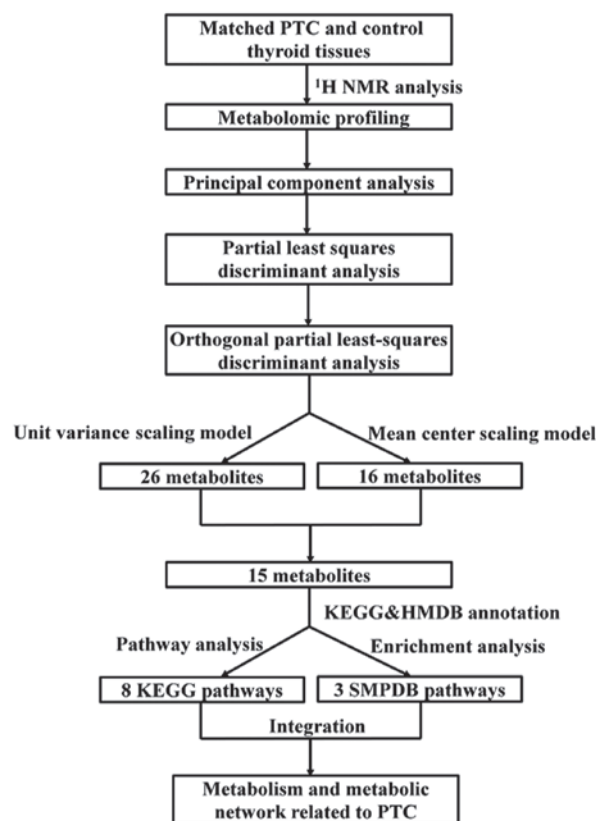 Matched PTC and control
thyroid tissues
¹H NMR analysis
Metabolomic profiling
Principal component analysis
Partial least squares
discriminant analysis
Orthogonal partial least-squares
discriminant analysis
Unit variance scaling model
Mean center scaling model
26 metabolites
16 metabolites
15 metabolites
KEGG&HMDB annotation
Pathway analysis
Enrichment analysis
8 KEGG pathways
3 SMPDB pathways
Integration
Metabolism and metabolic
network related to PTC